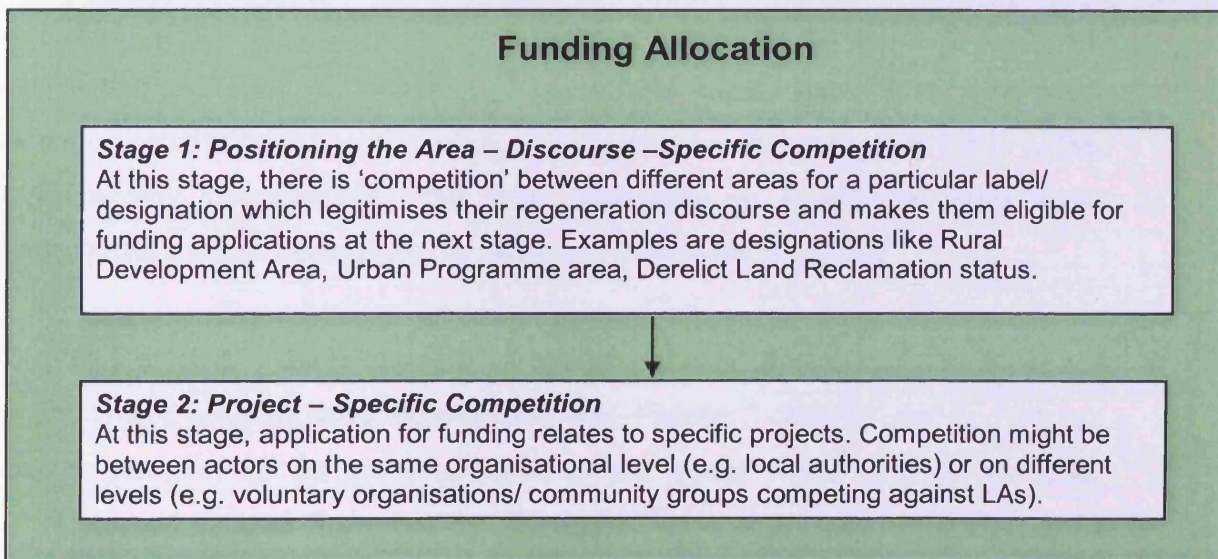 Funding Allocation
Stage 1: Positioning the Area – Discourse –Specific Competition
At this stage, there is ‘competition’ between different areas for a particular label/
designation which legitimises their regeneration discourse and makes them eligible for
funding applications at the next stage. Examples are designations like Rural
Development Area, Urban Programme area, Derelict Land Reclamation status.
Stage 2: Project – Specific Competition
At this stage, application for funding relates to specific projects. Competition might be
between actors on the same organisational level (e.g. local authorities) or on different
levels (e.g. voluntary organisations/ community groups competing against LAs).